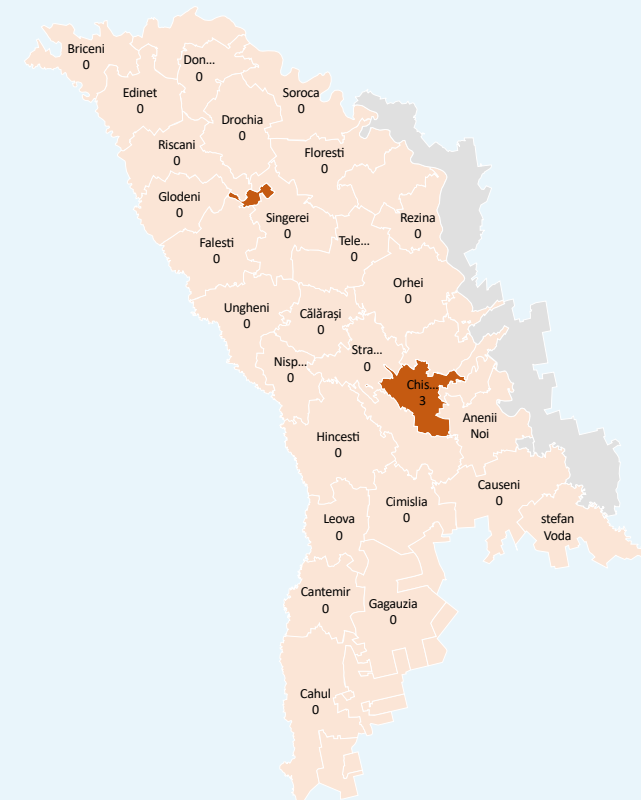 Briceni
0
Don...
0
Edinet
0
Soroca
0
Drochia
0
Riscani
0
Floresti
0
Glodeni
0
Singerei
0
Rezina
0
Falesti
0
Tele...
0
Orhei
0
Ungheni
0
Călărași
0
Stra...
0
Nisp...
0
Chis...
3
Anenii
Noi
Hincesti
0
Causeni
0
Cimislia
0
Leova
0
stefan
Voda
Cantemir
0
Gagauzia
0
Cahul
0